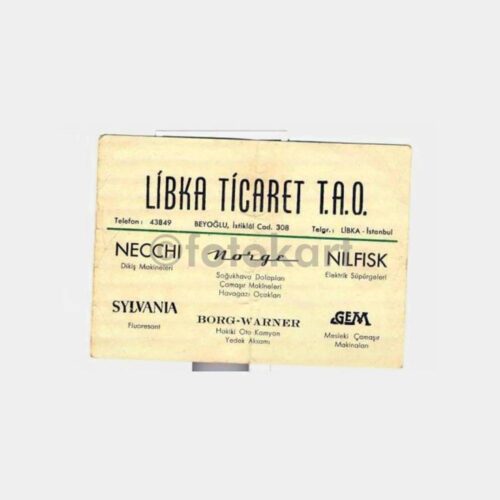 LİBKA TİCARET T.A.O.
Telefon: 43849 BEYOĞLU, İstiklâl Cad. 308 Telgr.: LİBKA - İstanbul
©fotokart
NECCHI norge NILFISK
Dikiş Makineleri Soğukhava Dolapları Elektrik Süpürgeleri
Çamaşır Makineleri
Havagazı Ocakları
SYLVANIA BORG-WARNER GEM
Fluoresant Hakiki Oto Kamyon Mesleki Çamaşır
Yedek Aksamı Makinaları